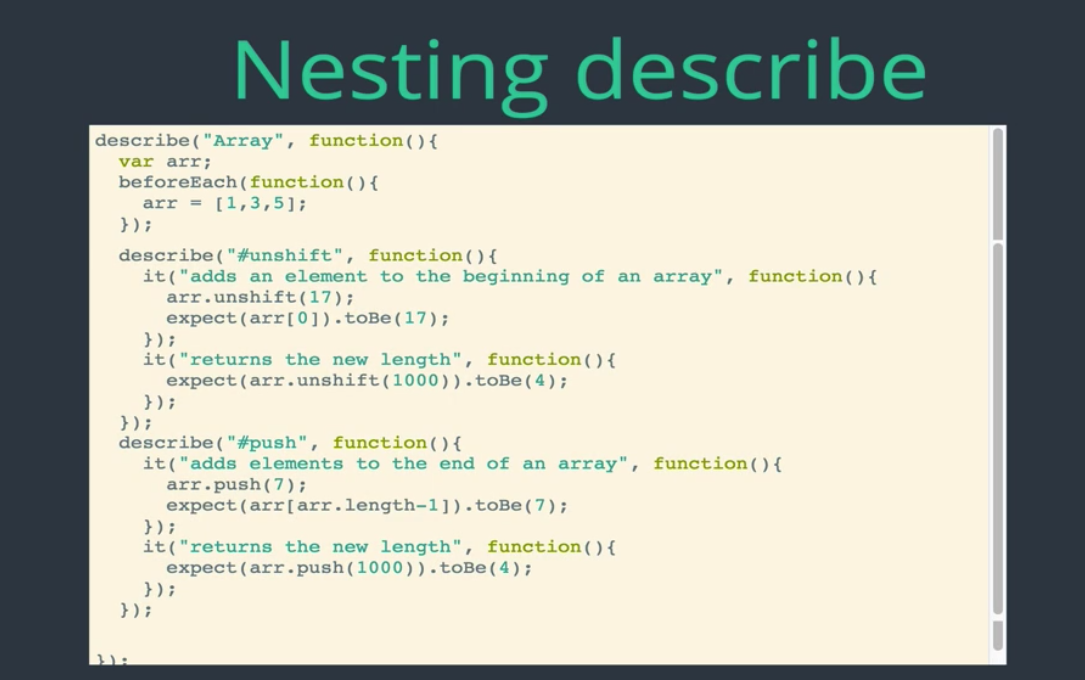 Nesting describe
describe("Array", function(){
  var arr;
  beforeEach(function(){
    arr = [1,3,5];
  });
  describe("#unshift", function(){
    it("adds an element to the beginning of an array", function(){
      arr.unshift(17);
      expect(arr[0]).toBe(17);
    });
    it("returns the new length", function(){
      expect(arr.unshift(1000)).toBe(4);
    });
  });
  describe("#push", function(){
    it("adds elements to the end of an array", function(){
      arr.push(7);
      expect(arr[arr.length-1]).toBe(7);
    });
    it("returns the new length", function(){
      expect(arr.push(1000)).toBe(4);
    });
  });
});